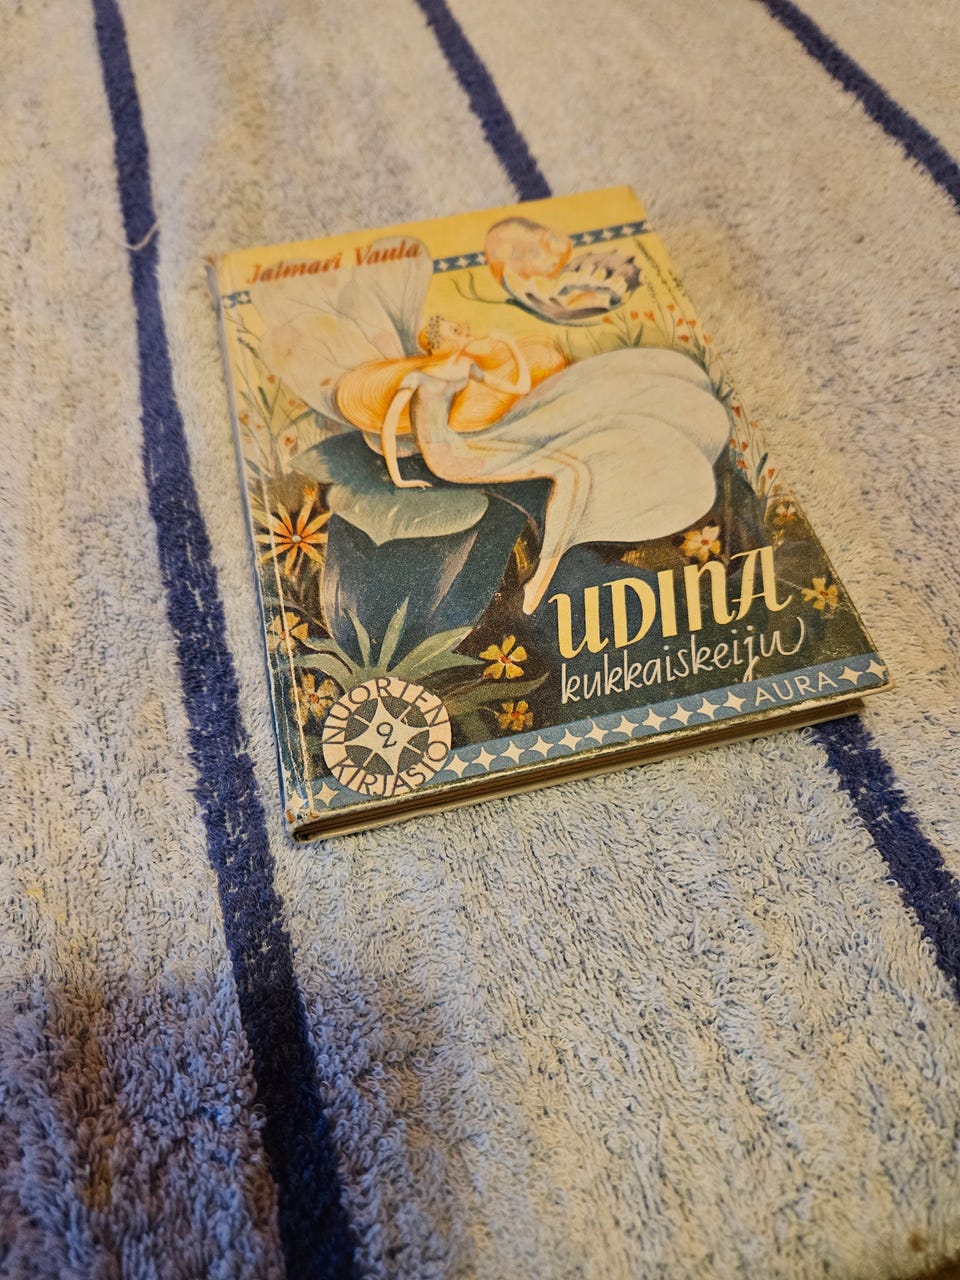 Jalmari Vaula
UDINA
kukkaiskeiju
AURA
NUORTEN
2
KIRJASTO